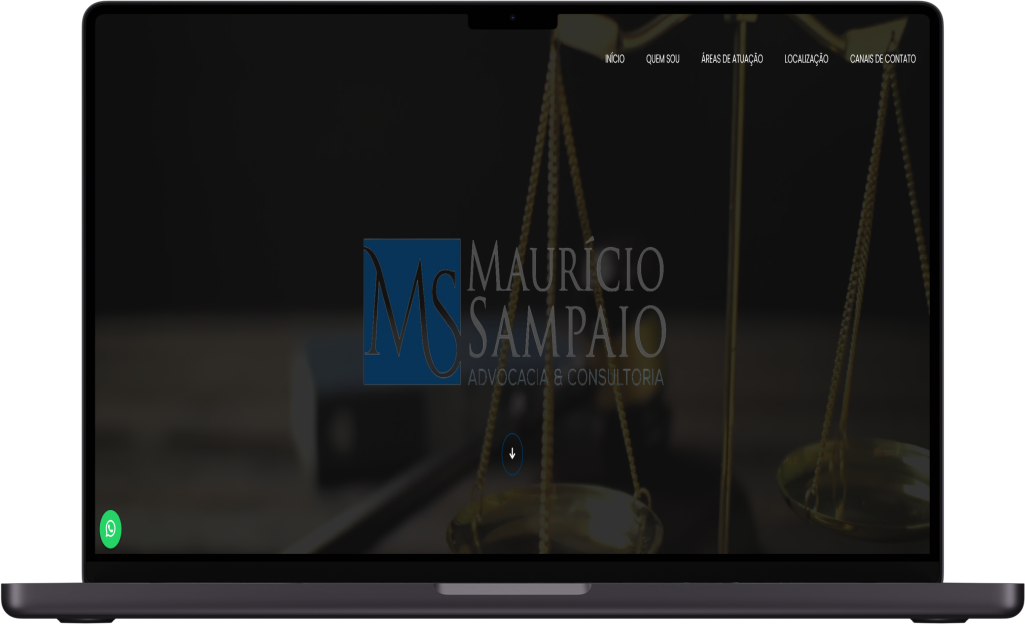 INÍCIO QUEM SOU ÁREAS DE ATUAÇÃO LOCALIZAÇÃO CANAIS DE CONTATO
MS
MAURÍCIO
SAMPAIO
ADVOCACIA & CONSULTORIA